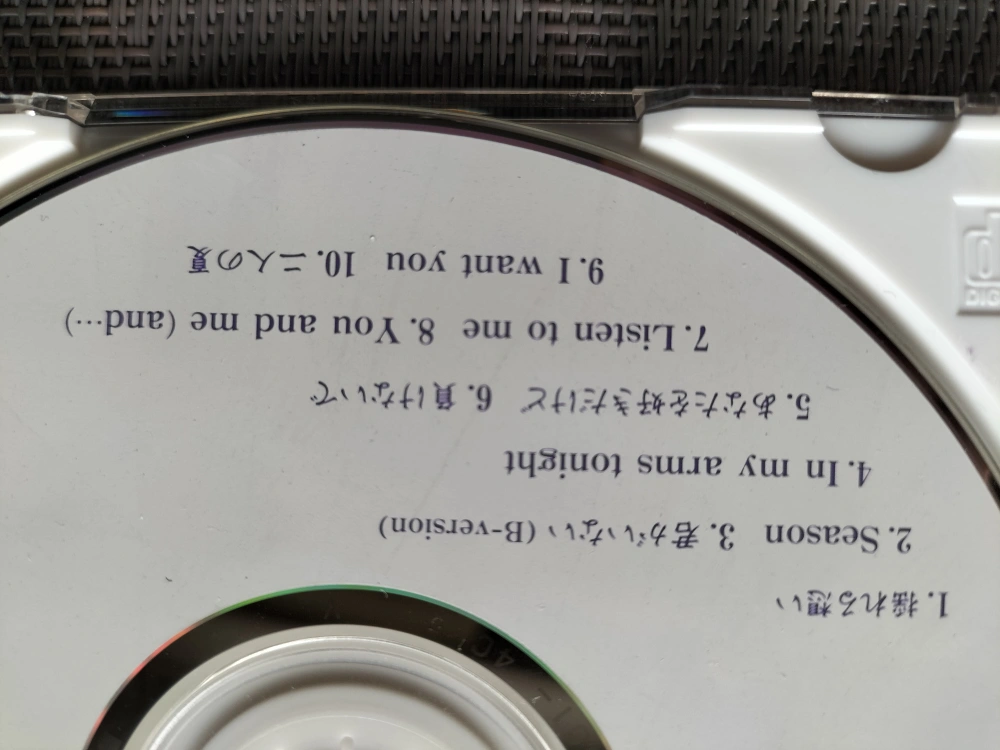 1. 揺れる想い
2. Season 3. 君がいない (B-version)
4. In my arms tonight
5. あなたを好きだけど 6. 負けないで
7. Listen to me 8. You and me (and…)
9. I want you 10. 二人の夏